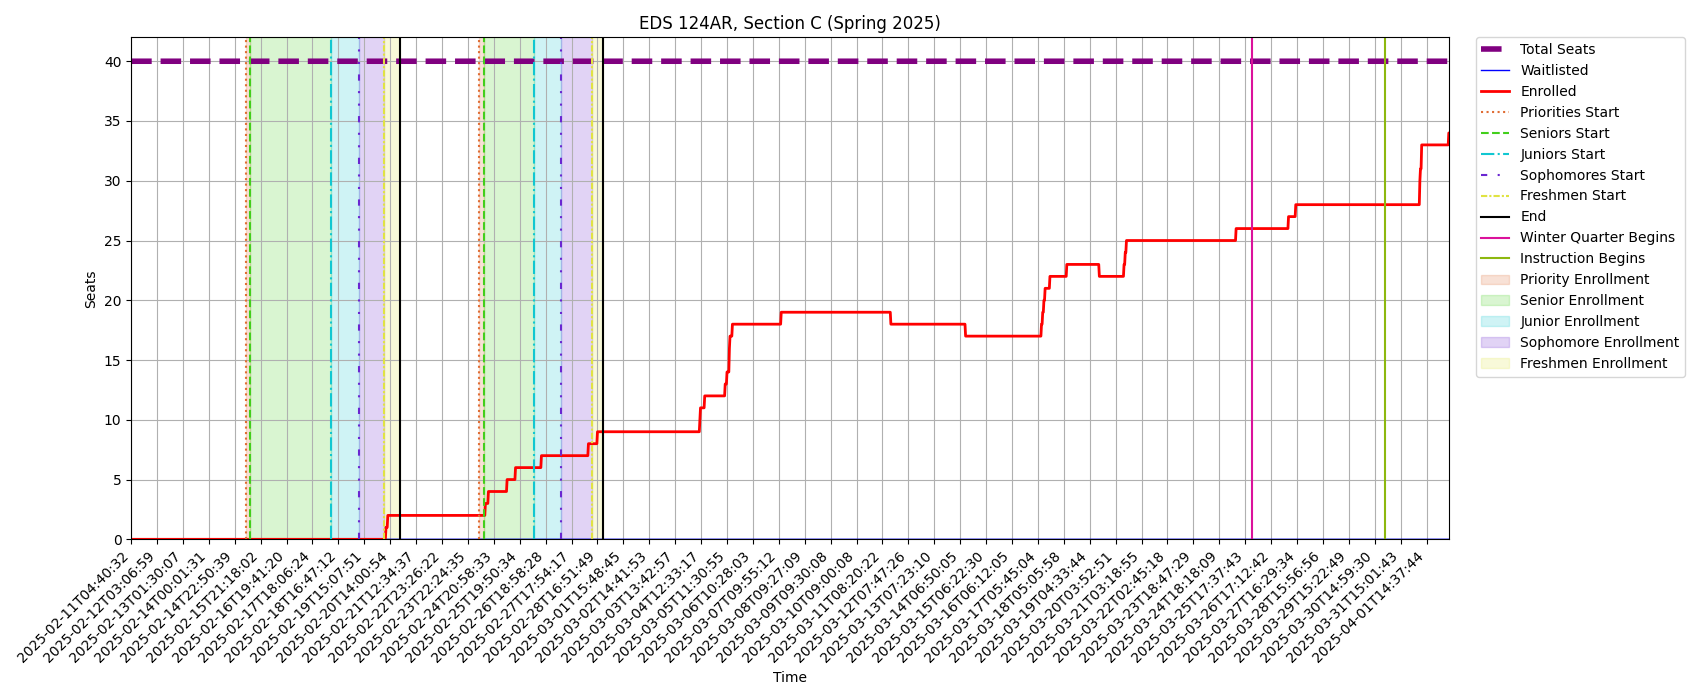 EDS 124AR, Section C (Spring 2025)
Seats
40
35
30
25
20
15
10
5
0
2025-02-11T04:40:32
2025-02-12T03:06:59
2025-02-13T01:30:07
2025-02-14T00:01:31
2025-02-14T22:50:39
2025-02-15T21:18:02
2025-02-16T19:41:20
2025-02-17T18:06:24
2025-02-18T16:47:12
2025-02-19T15:07:51
2025-02-20T14:00:54
2025-02-21T12:34:37
2025-02-22T23:26:22
2025-02-23T22:24:35
2025-02-24T20:58:33
2025-02-25T19:50:34
2025-02-26T18:58:28
2025-02-27T17:54:17
2025-02-28T16:51:49
2025-03-01T15:48:45
2025-03-02T14:41:53
2025-03-03T13:42:57
2025-03-04T12:33:17
2025-03-05T11:30:55
2025-03-06T10:28:03
2025-03-07T09:55:12
2025-03-08T09:27:09
2025-03-09T09:30:08
2025-03-10T09:00:08
2025-03-11T08:20:22
2025-03-12T07:47:26
2025-03-13T07:23:10
2025-03-14T06:50:05
2025-03-15T06:22:30
2025-03-16T06:12:05
2025-03-17T05:45:04
2025-03-18T05:05:58
2025-03-19T04:33:44
2025-03-20T03:52:51
2025-03-21T03:18:55
2025-03-22T02:45:18
2025-03-23T18:47:29
2025-03-24T18:18:09
2025-03-25T17:37:43
2025-03-26T17:12:42
2025-03-27T16:29:34
2025-03-28T15:56:56
2025-03-29T15:22:49
2025-03-30T14:59:30
2025-03-31T15:01:43
2025-04-01T14:37:44
Time
Total Seats
Waitlisted
Enrolled
Priorities Start
Seniors Start
Juniors Start
Sophomores Start
Freshmen Start
End
Winter Quarter Begins
Instruction Begins
Priority Enrollment
Senior Enrollment
Junior Enrollment
Sophomore Enrollment
Freshmen Enrollment